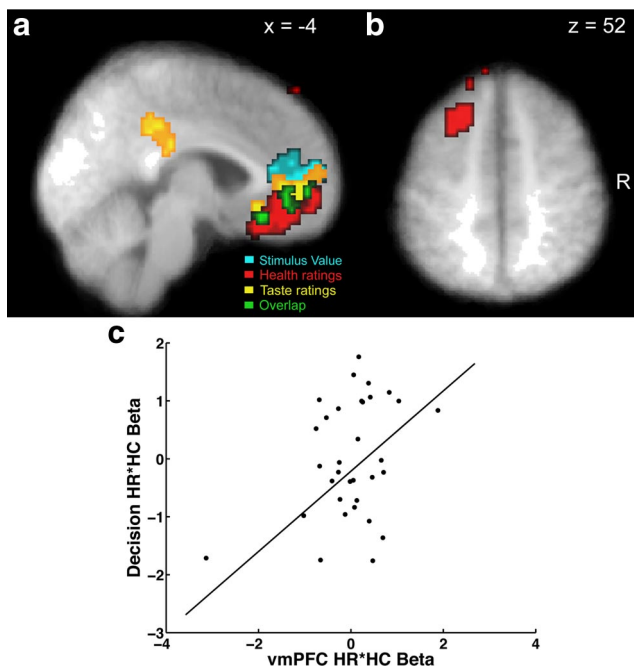 a
x = -4
b
z = 52
R
Stimulus Value
Health ratings
Taste ratings
Overlap
c
2
1
0
-1
-2
-3
Decision HR*HC Beta
-4
-2
0
2
4
vmPFC HR*HC Beta